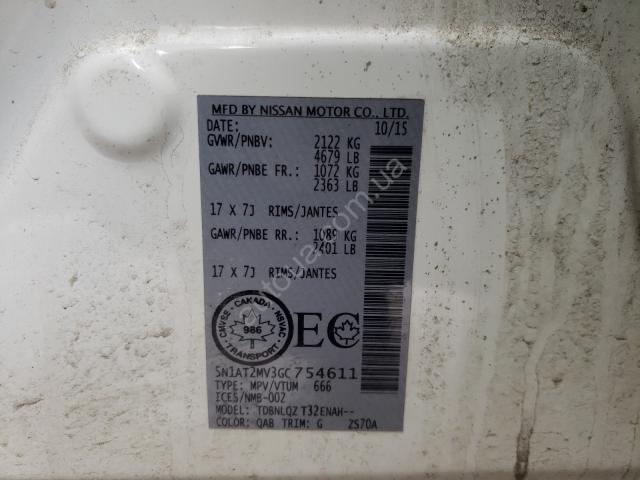 MFD BY NISSAN MOTOR CO., LTD.
DATE: 10/15
GVWR/PNBV: 2122 KG
4679 LB
GAWR/PNBE FR.: 1072 KG
2363 LB
17 X 7J RIMS/JANTES
GAWR/PNBE RR.: 1089 KG
2401 LB
17 X 7J RIMS/JANTES
CANADA
CMVSS - NSVAC
986
TRANSPORT
EC
5N1AT2MV3GC754611
TYPE: MPV/VTUM 666
ICES/NMB-002
MODEL: TDBNLQZ T32ENAH--
COLOR: QAB TRIM: G ZS70A